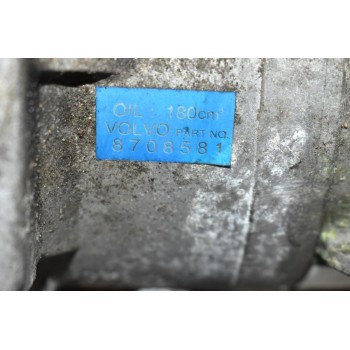 OIL : 180cm³
VOLVO PART NO
8708581